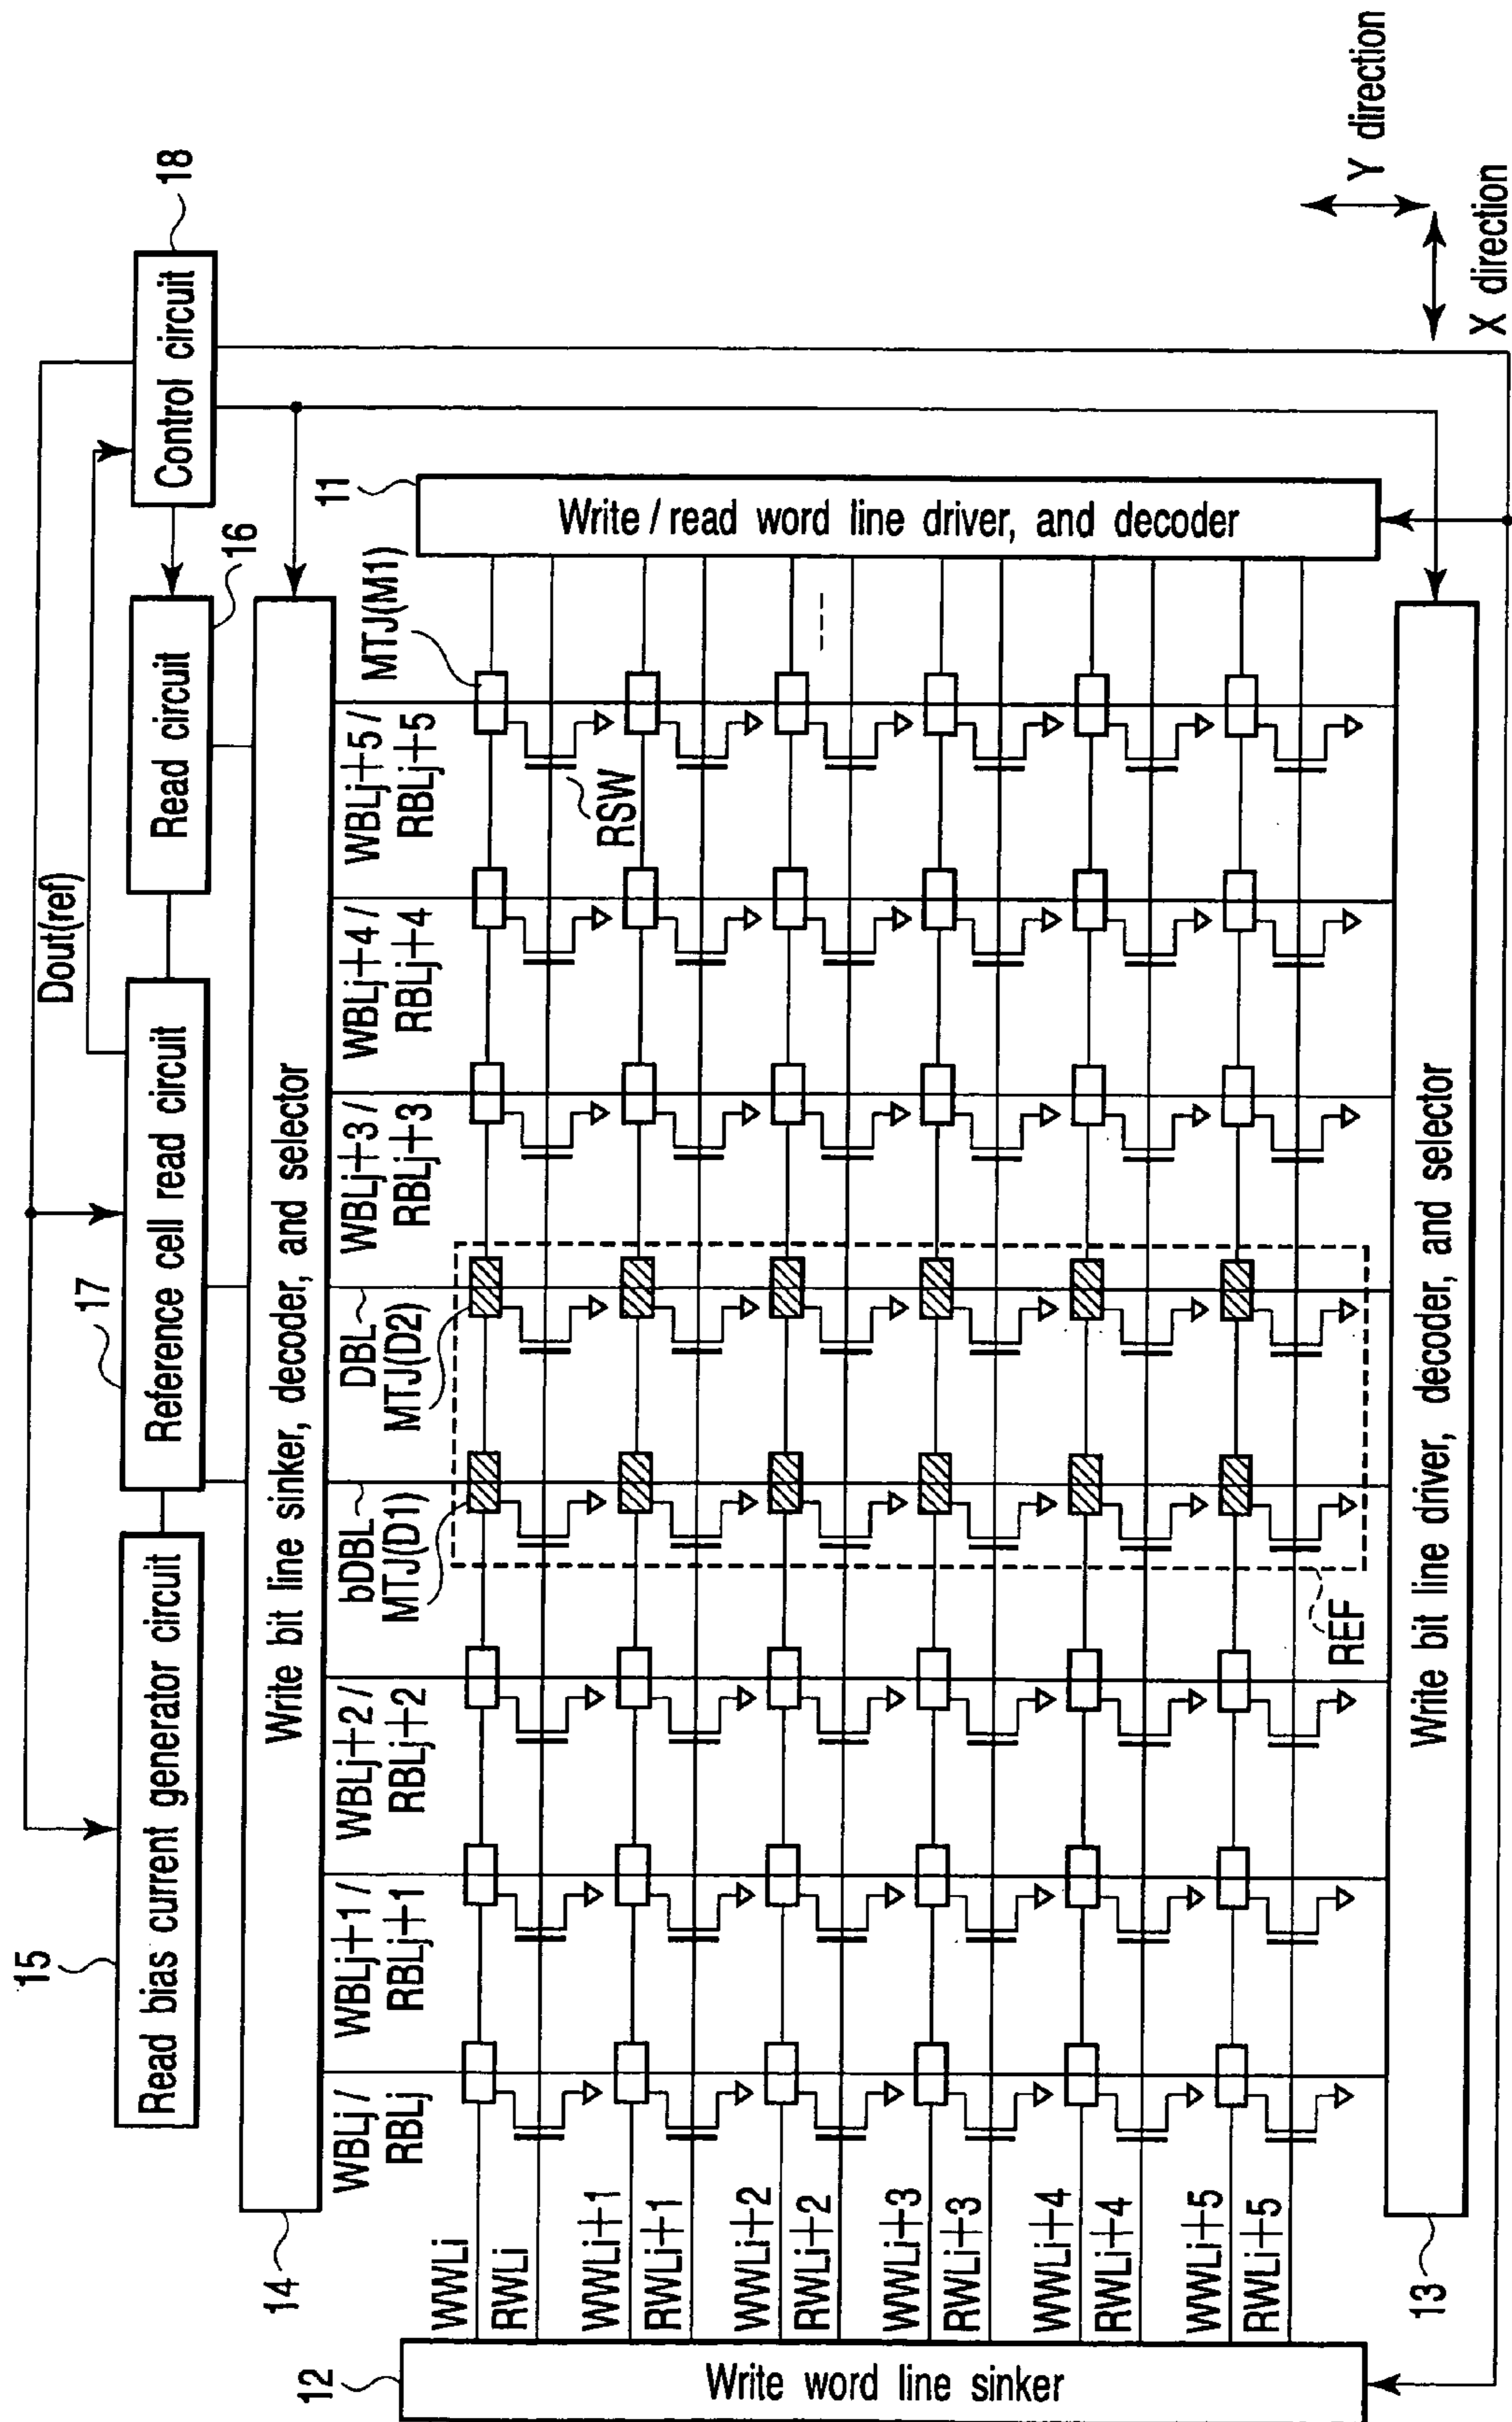 15
17
Dout(ref)
18
Read bias current generator circuit
Reference cell read circuit
Read circuit
16
Control circuit
14
Write bit line sinker, decoder, and selector
WBLj /
RBLj
WBLj+1 /
RBLj+1
WBLj+2 /
RBLj+2
bDBL
MTJ(D1)
DBL
MTJ(D2)
WBLj+3 /
RBLj+3
WBLj+4 /
RBLj+4
WBLj+5 /
RBLj+5
MTJ(M1)
11
RSW
WWLi
RWLi
WWLi+1
RWLi+1
WWLi+2
RWLi+2
WWLi+3
RWLi+3
WWLi+4
RWLi+4
WWLi+5
RWLi+5
12
Write word line sinker
Write / read word line driver, and decoder
REF
13
Write bit line driver, decoder, and selector
Y direction
X direction